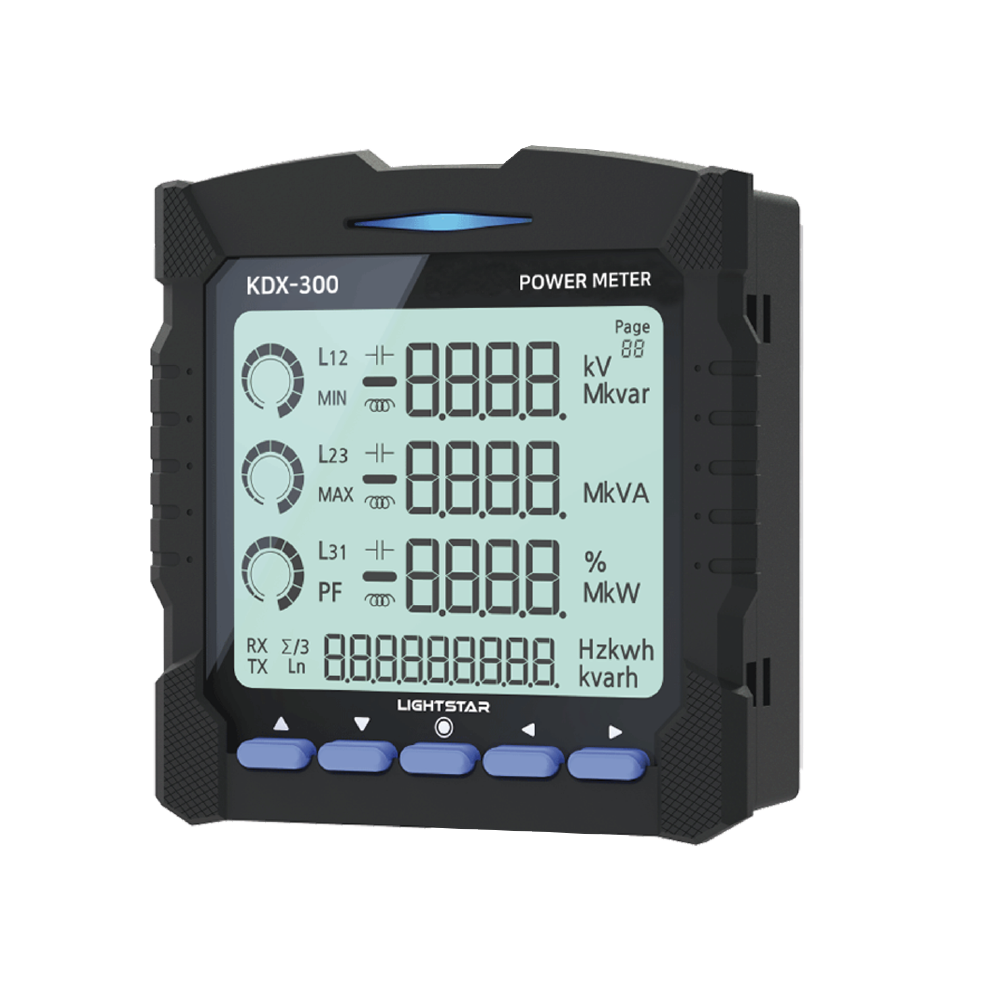 KDX-300 POWER METER
Page
88
L12 8.8.8.8. kV
MIN Mkvar
L23 8.8.8.8. MkVA
MAX
L31 8.8.8.8. %
PF MkW
RX Σ/3 8.8.8.8.8.8.8.8.8. Hzkwh
TX Ln kvarh
LIGHTSTAR